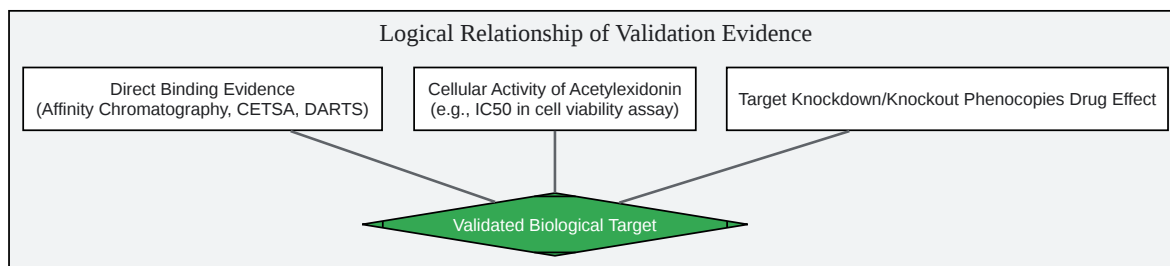 Logical Relationship of Validation Evidence
Direct Binding Evidence
(Affinity Chromatography, CETSA, DARTS)
Cellular Activity of Acetylexidonin
(e.g., IC50 in cell viability assay)
Target Knockdown/Knockout Phenocopies Drug Effect
Validated Biological Target